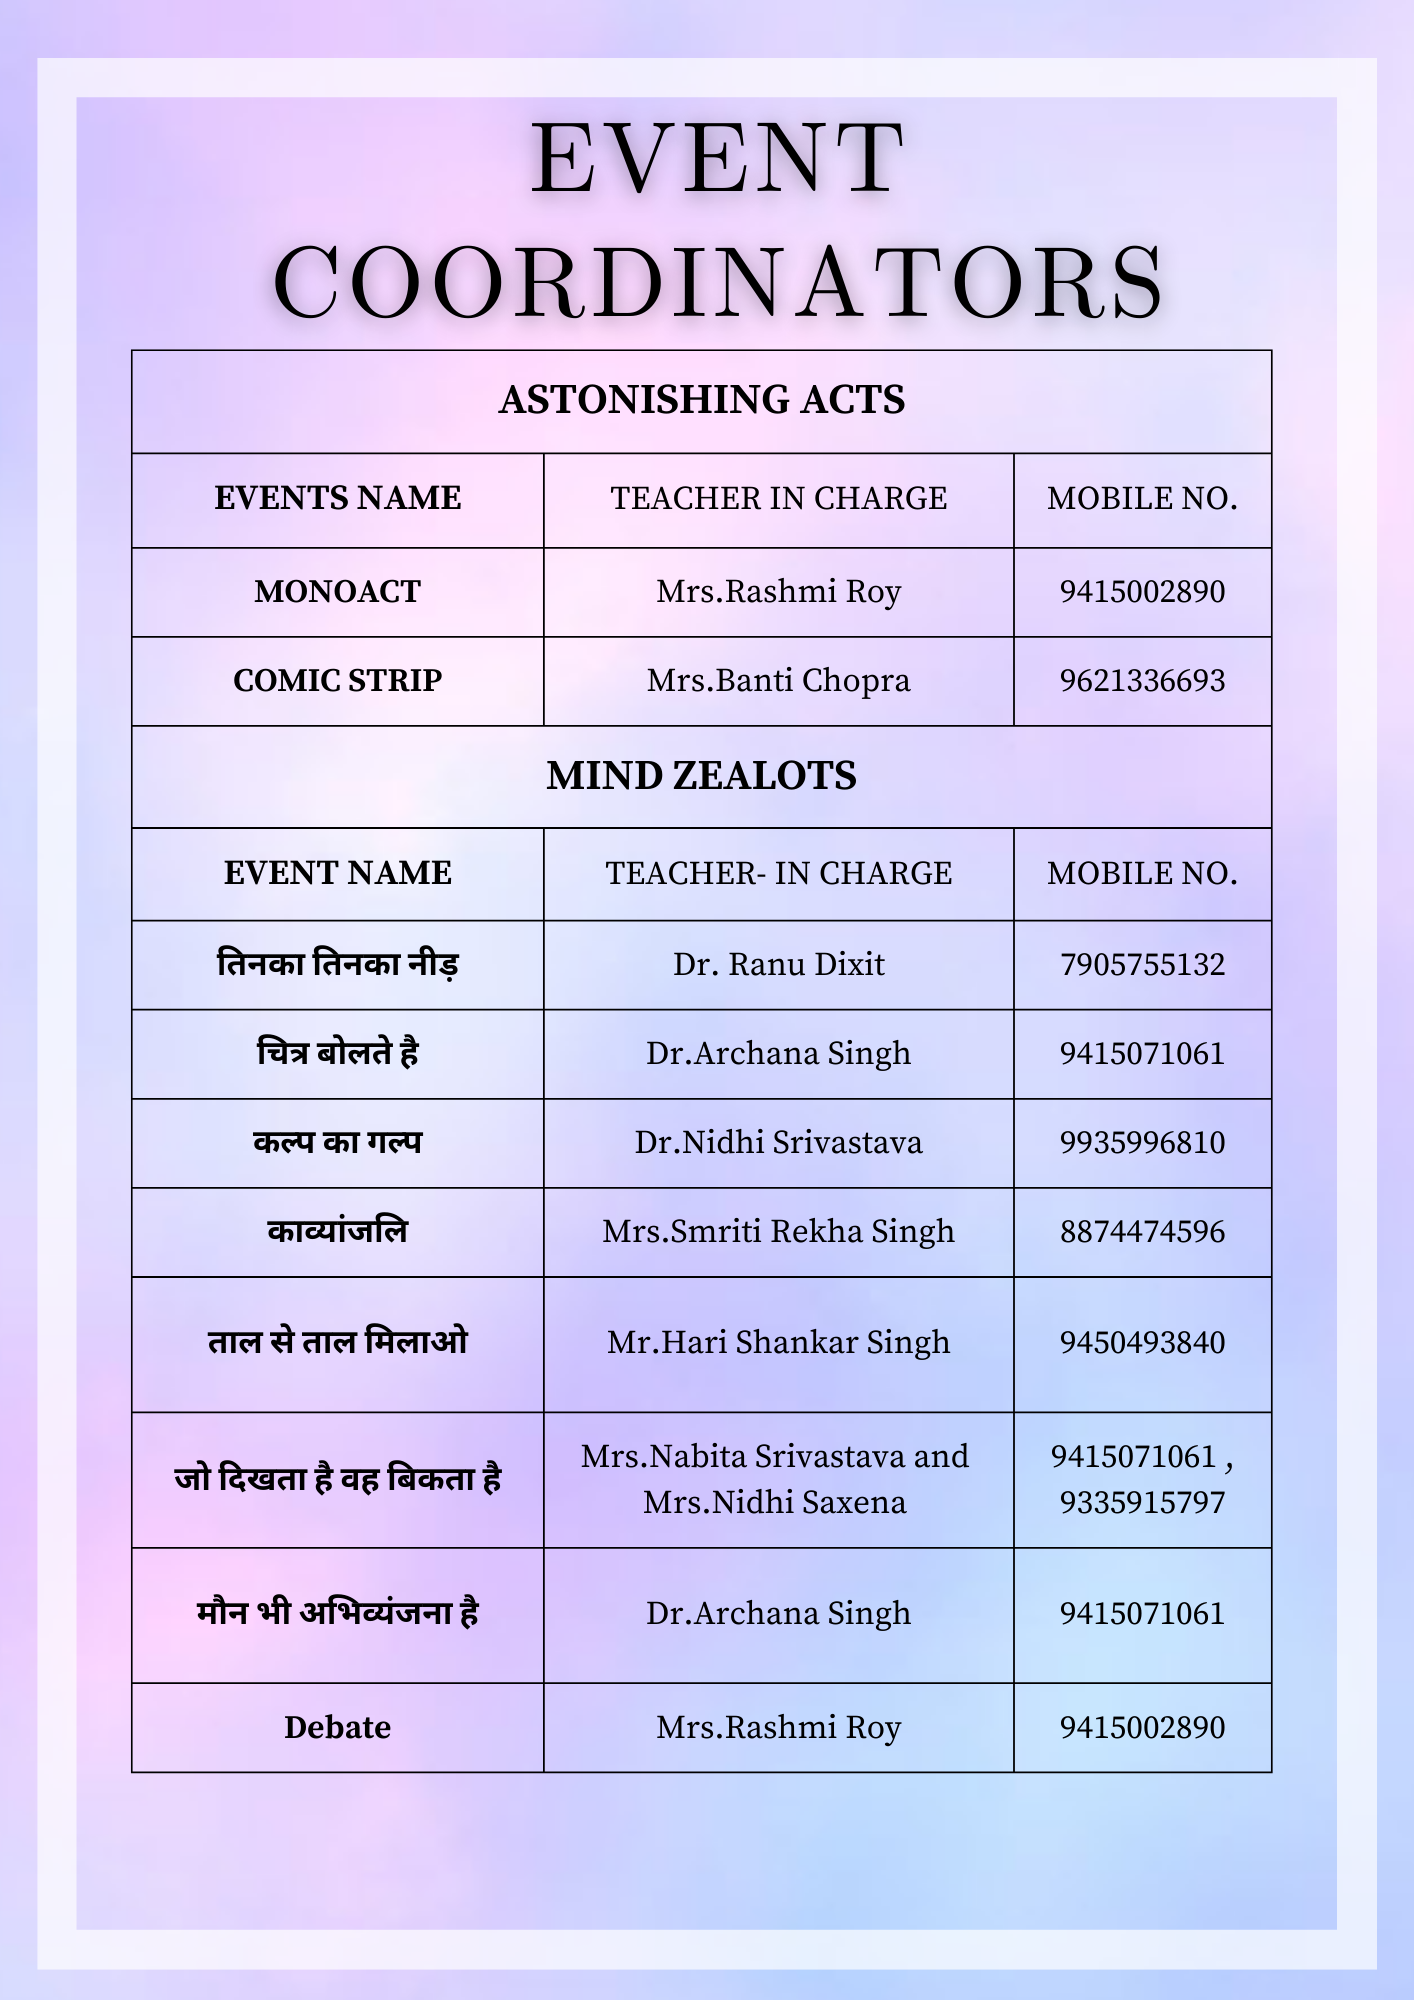 EVENT
COORDINATORS
ASTONISHING ACTS
EVENTS NAME TEACHER IN CHARGE MOBILE NO.
MONOACT Mrs.Rashmi Roy 9415002890
COMIC STRIP Mrs.Banti Chopra 9621336693
MIND ZEALOTS
EVENT NAME TEACHER- IN CHARGE MOBILE NO.
तिनका तिनका नीड़ Dr. Ranu Dixit 7905755132
चित्र बोलते है Dr.Archana Singh 9415071061
कल्प का गल्प Dr.Nidhi Srivastava 9935996810
काव्यांजलि Mrs.Smriti Rekha Singh 8874474596
ताल से ताल मिलाओ Mr.Hari Shankar Singh 9450493840
जो दिखता है वह बिकता है Mrs.Nabita Srivastava and 9415071061 ,
Mrs.Nidhi Saxena 9335915797
मौन भी अभिव्यंजना है Dr.Archana Singh 9415071061
Debate Mrs.Rashmi Roy 9415002890